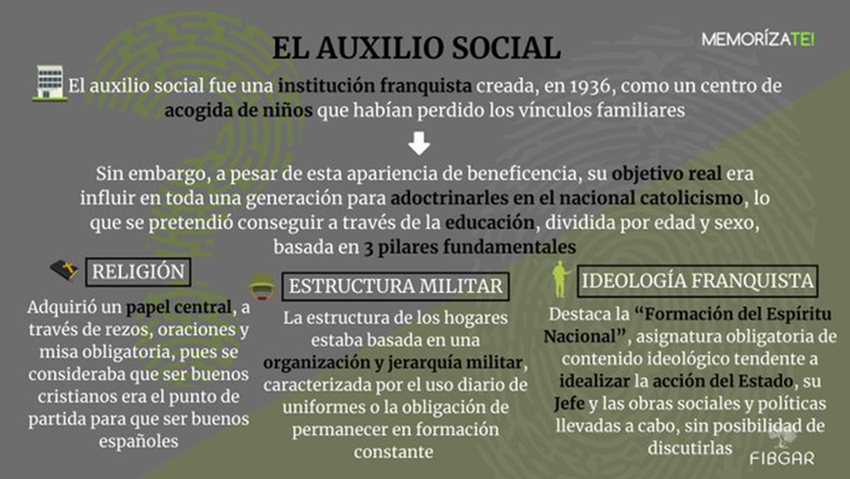 EL AUXILIO SOCIAL
MEMORÍZATE!
El auxilio social fue una institución franquista creada, en 1936, como un centro de
acogida de niños que habían perdido los vínculos familiares
Sin embargo, a pesar de esta apariencia de beneficencia, su objetivo real era
influir en toda una generación para adoctrinarles en el nacional catolicismo, lo
que se pretendió conseguir a través de la educación, dividida por edad y sexo,
basada en 3 pilares fundamentales
RELIGIÓN
Adquirió un papel central, a
través de rezos, oraciones y
misa obligatoria, pues se
consideraba que ser buenos
cristianos era el punto de
partida para que ser buenos
españoles
ESTRUCTURA MILITAR
La estructura de los hogares
estaba basada en una
organización y jerarquía militar,
caracterizada por el uso diario de
uniformes o la obligación de
permanecer en formación
constante
IDEOLOGÍA FRANQUISTA
Destaca la “Formación del Espíritu
Nacional”, asignatura obligatoria de
contenido ideológico tendente a
idealizar la acción del Estado, su
Jefe y las obras sociales y políticas
llevadas a cabo, sin posibilidad de
discutirlas
FIBGAR